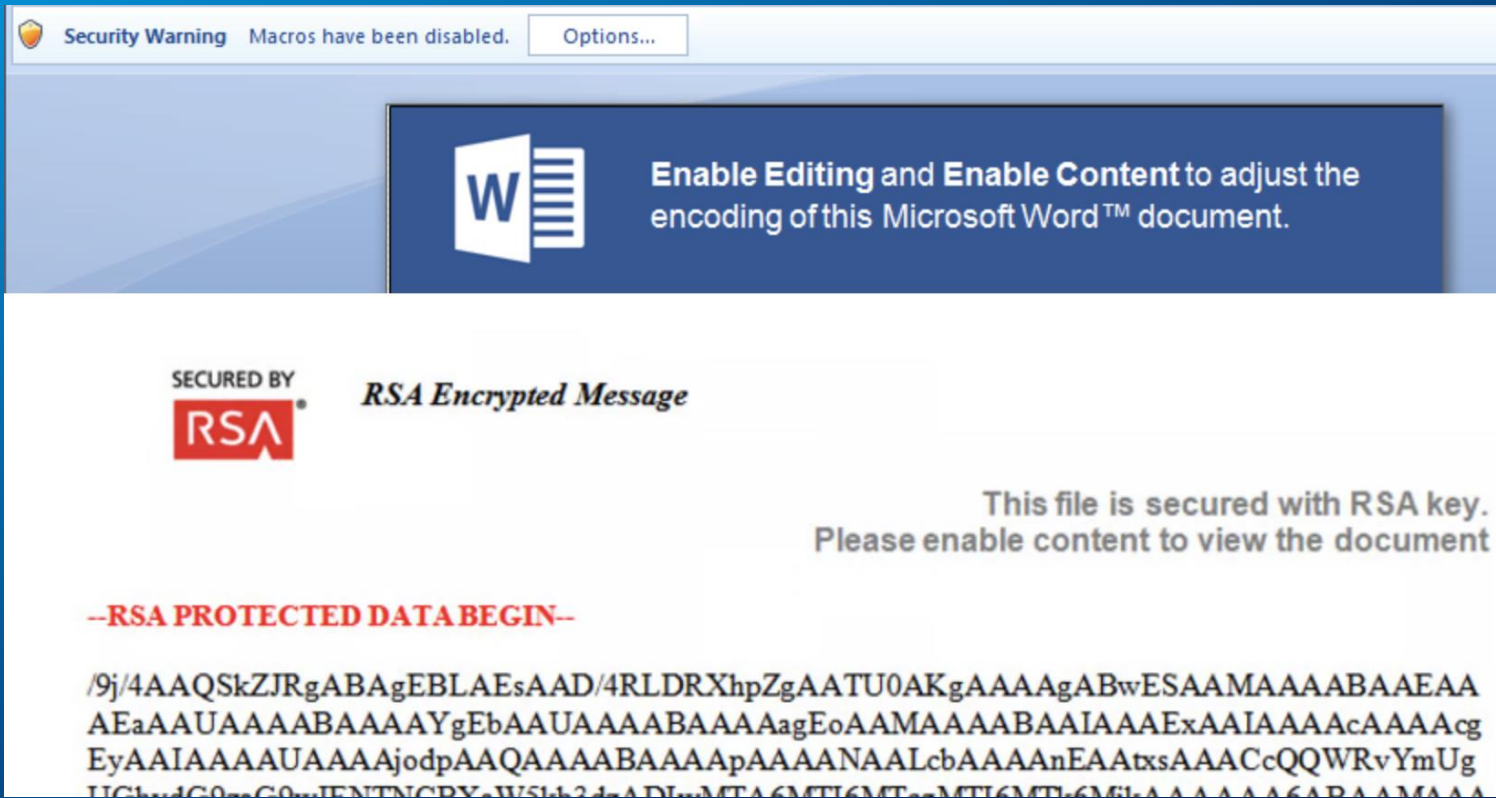 Security Warning Macros have been disabled. Options...
W
Enable Editing and Enable Content to adjust the
encoding of this Microsoft Word™ document.
SECURED BY
RSA®
RSA Encrypted Message
This file is secured with RSA key.
Please enable content to view the document
--RSA PROTECTED DATA BEGIN--
/9j/4AAQSkZJRgABAgEBLAEsAAD/4RLDRXhpZgAATU0AKgAAAAgABwESAAMAAAABAAEAA
AEaAAUAAAABAAAAYgEbAAUAAAABAAAAagEoAAMAAAABAAIAAAExAAIAAAAcAAAAcg
EyAAIAAAAUAAAAjodpAAQAAAABAAAApAAAANAALcbAAAAnEAAtxsAAACcQQWRvYmUg